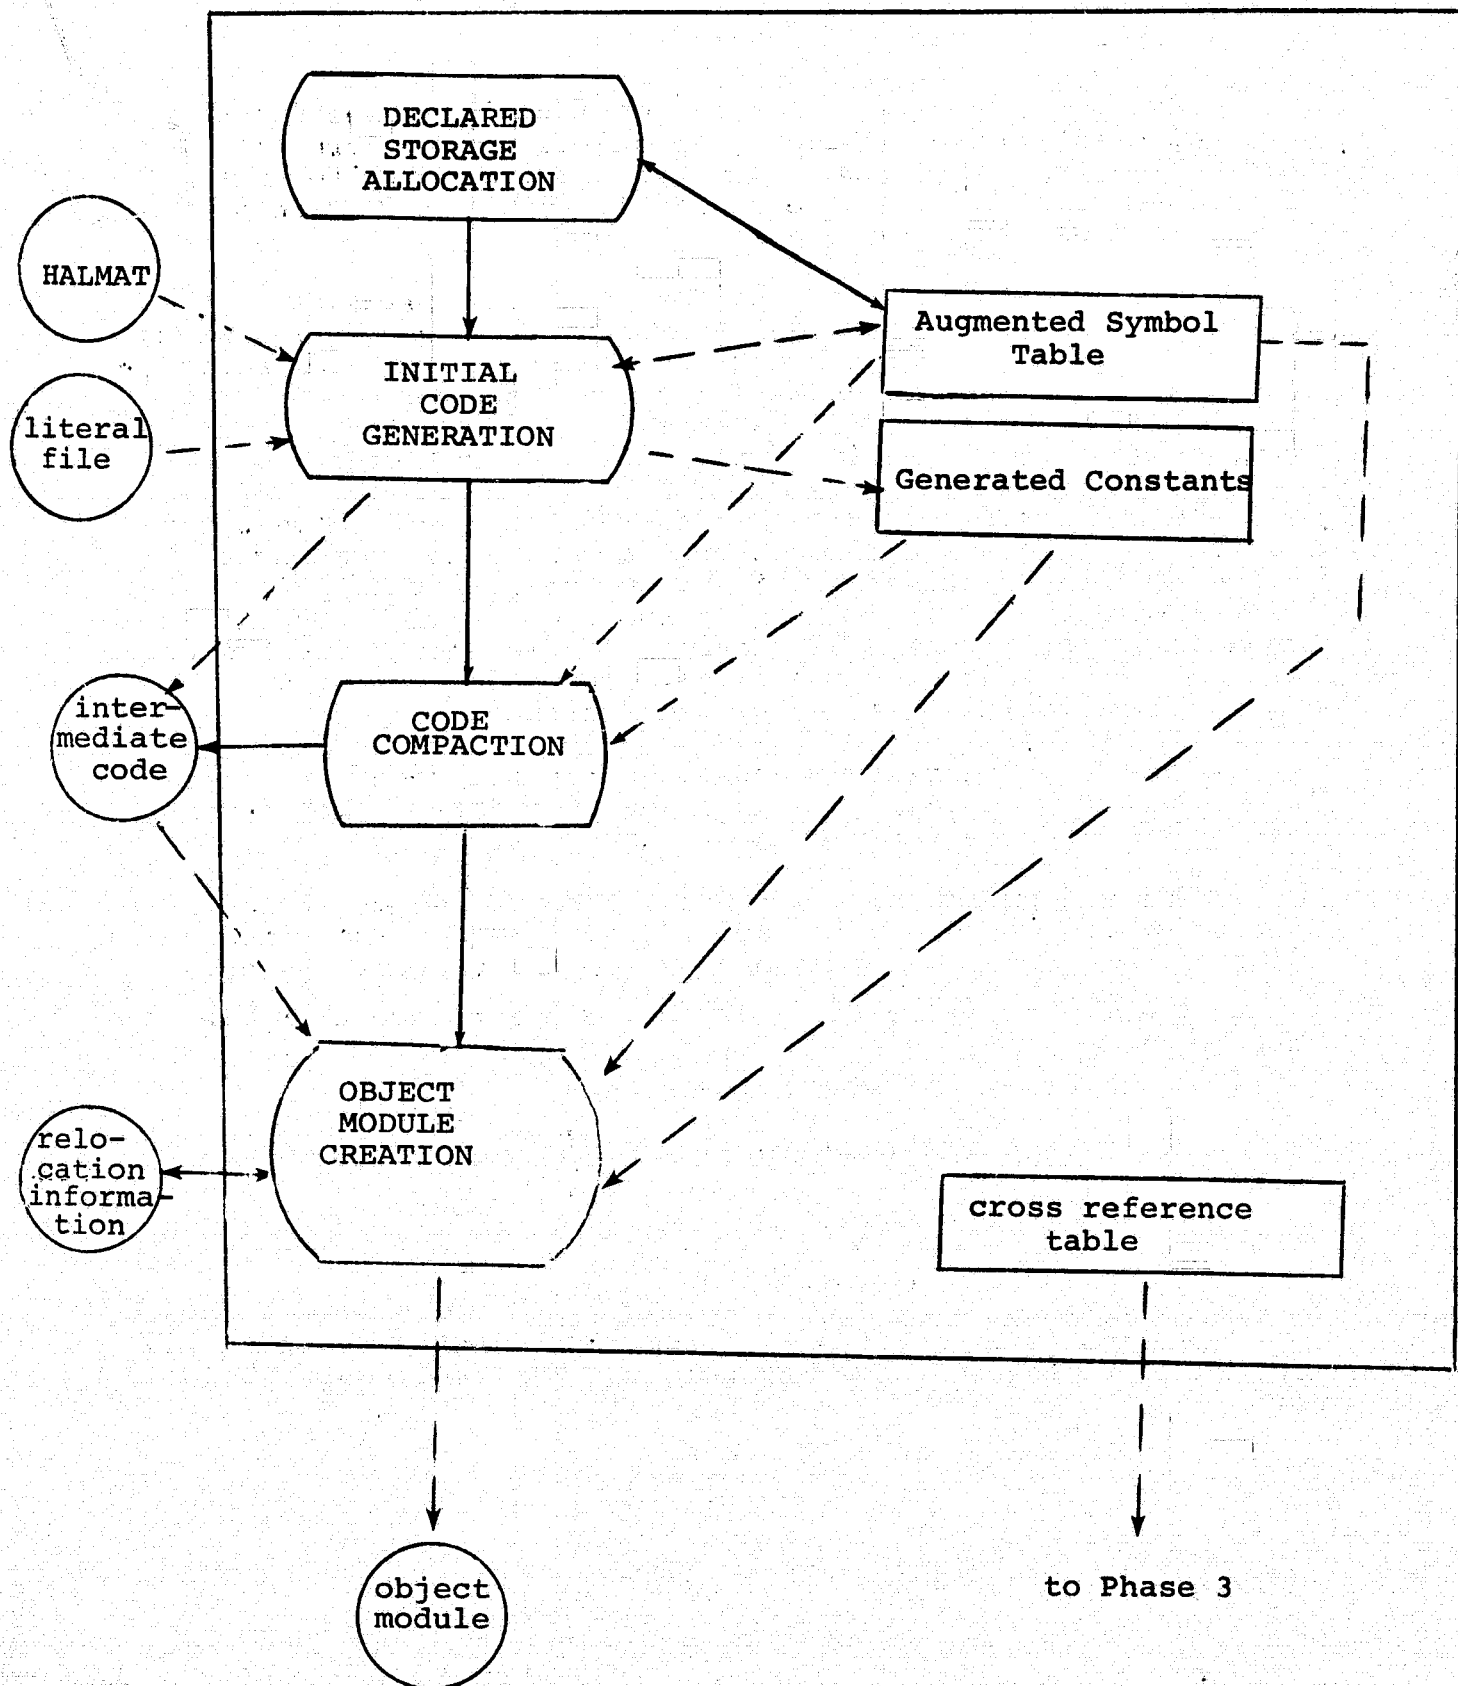 DECLARED
STORAGE
ALLOCATION
HALMAT
Augmented Symbol
Table
INITIAL
CODE
GENERATION
literal
file
Generated Constants
inter-
mediate
code
CODE
COMPACTION
OBJECT
MODULE
CREATION
relo-
cation
informa-
tion
cross reference
table
object
module
to Phase 3